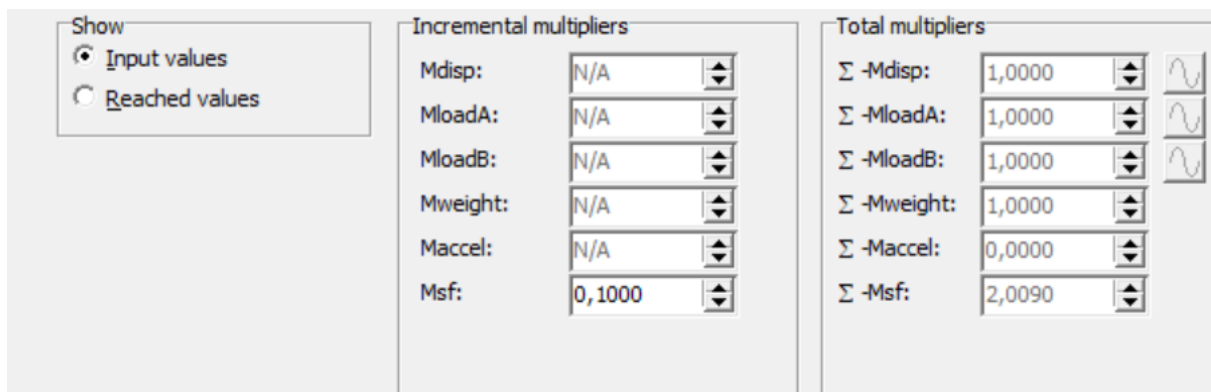 Show
Input values
Reached values
Incremental multipliers
Mdisp: N/A
MloadA: N/A
MloadB: N/A
Mweight: N/A
Maccel: N/A
Msf: 0,1000
Total multipliers
Σ -Mdisp: 1,0000
Σ -MloadA: 1,0000
Σ -MloadB: 1,0000
Σ -Mweight: 1,0000
Σ -Maccel: 0,0000
Σ -Msf: 2,0090